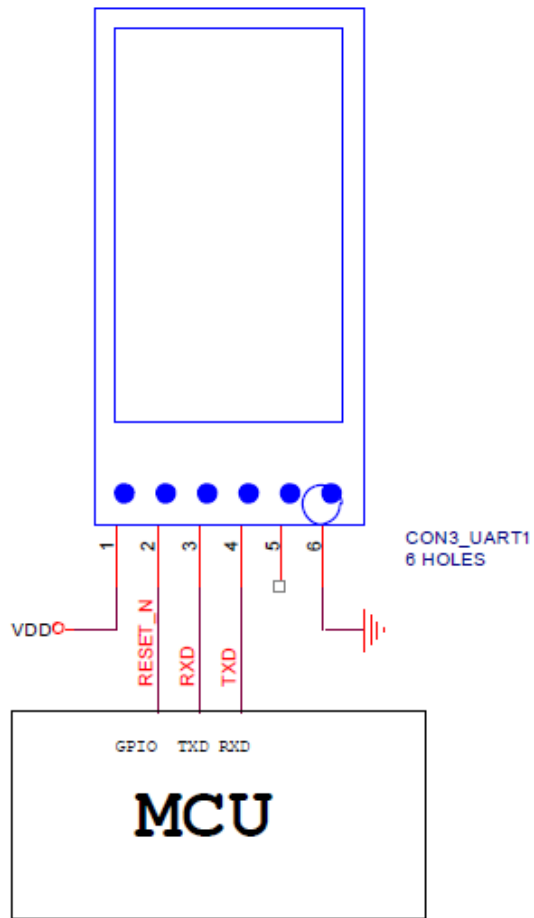 CON3_UART1
6 HOLES
1 2 3 4 5 6
VDD
RESET_N RXD TXD
GPIO TXD RXD
MCU